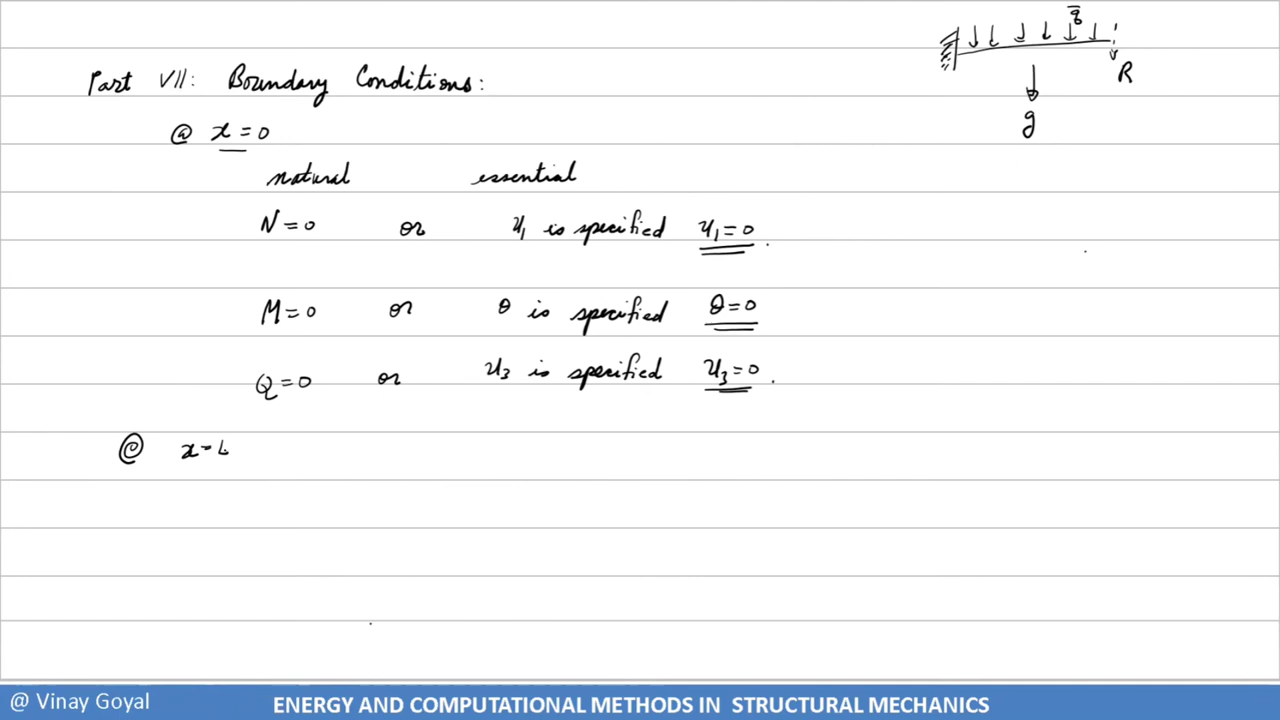 q̄
R
g
Part VII: Boundary Conditions:
@ x=0
natural essential
N=0 or u₁ is specified u₁=0.
M=0 or θ is specified θ=0
Q=0 or u₃ is specified u₃=0.
@ x=L
@ Vinay Goyal ENERGY AND COMPUTATIONAL METHODS IN STRUCTURAL MECHANICS